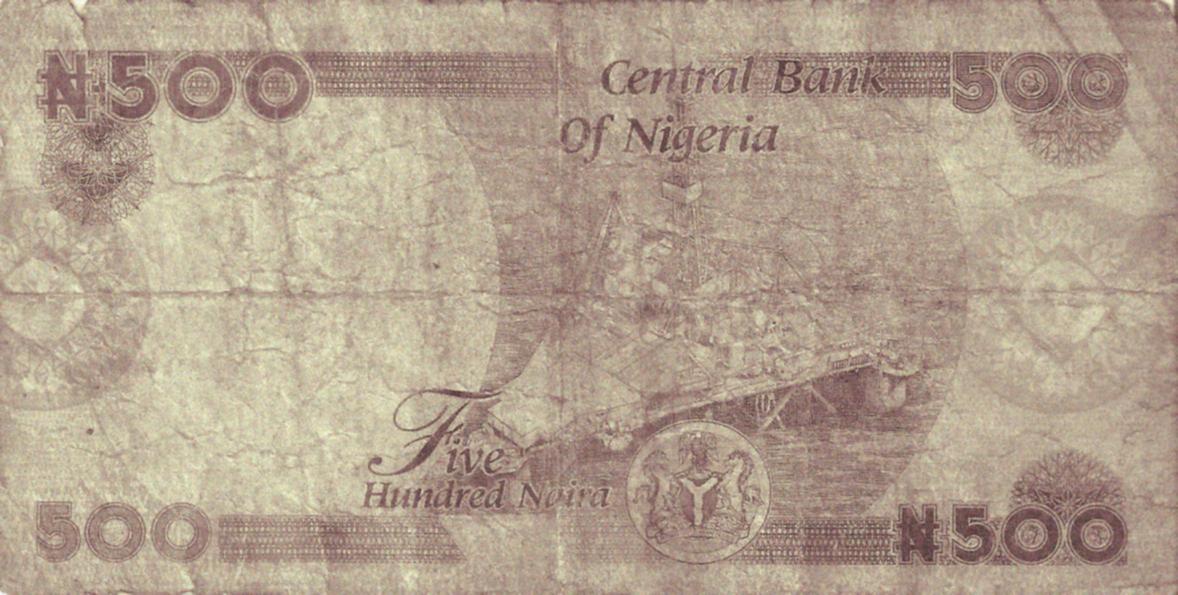 ₦500
Central Bank
Of Nigeria
500
Five
Hundred Naira
500
₦500